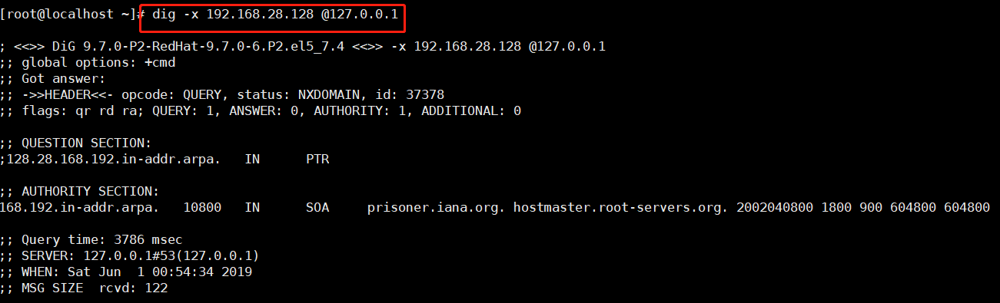 [root@localhost ~]# dig -x 192.168.28.128 @127.0.0.1
; <<>> DiG 9.7.0-P2-RedHat-9.7.0-6.P2.el5_7.4 <<>> -x 192.168.28.128 @127.0.0.1
;; global options: +cmd
;; Got answer:
;; ->>HEADER<<- opcode: QUERY, status: NXDOMAIN, id: 37378
;; flags: qr rd ra; QUERY: 1, ANSWER: 0, AUTHORITY: 1, ADDITIONAL: 0
;; QUESTION SECTION:
;128.28.168.192.in-addr.arpa. IN PTR
;; AUTHORITY SECTION:
168.192.in-addr.arpa. 10800 IN SOA prisoner.iana.org. hostmaster.root-servers.org. 2002040800 1800 900 604800 604800
;; Query time: 3786 msec
;; SERVER: 127.0.0.1#53(127.0.0.1)
;; WHEN: Sat Jun 1 00:54:34 2019
;; MSG SIZE rcvd: 122